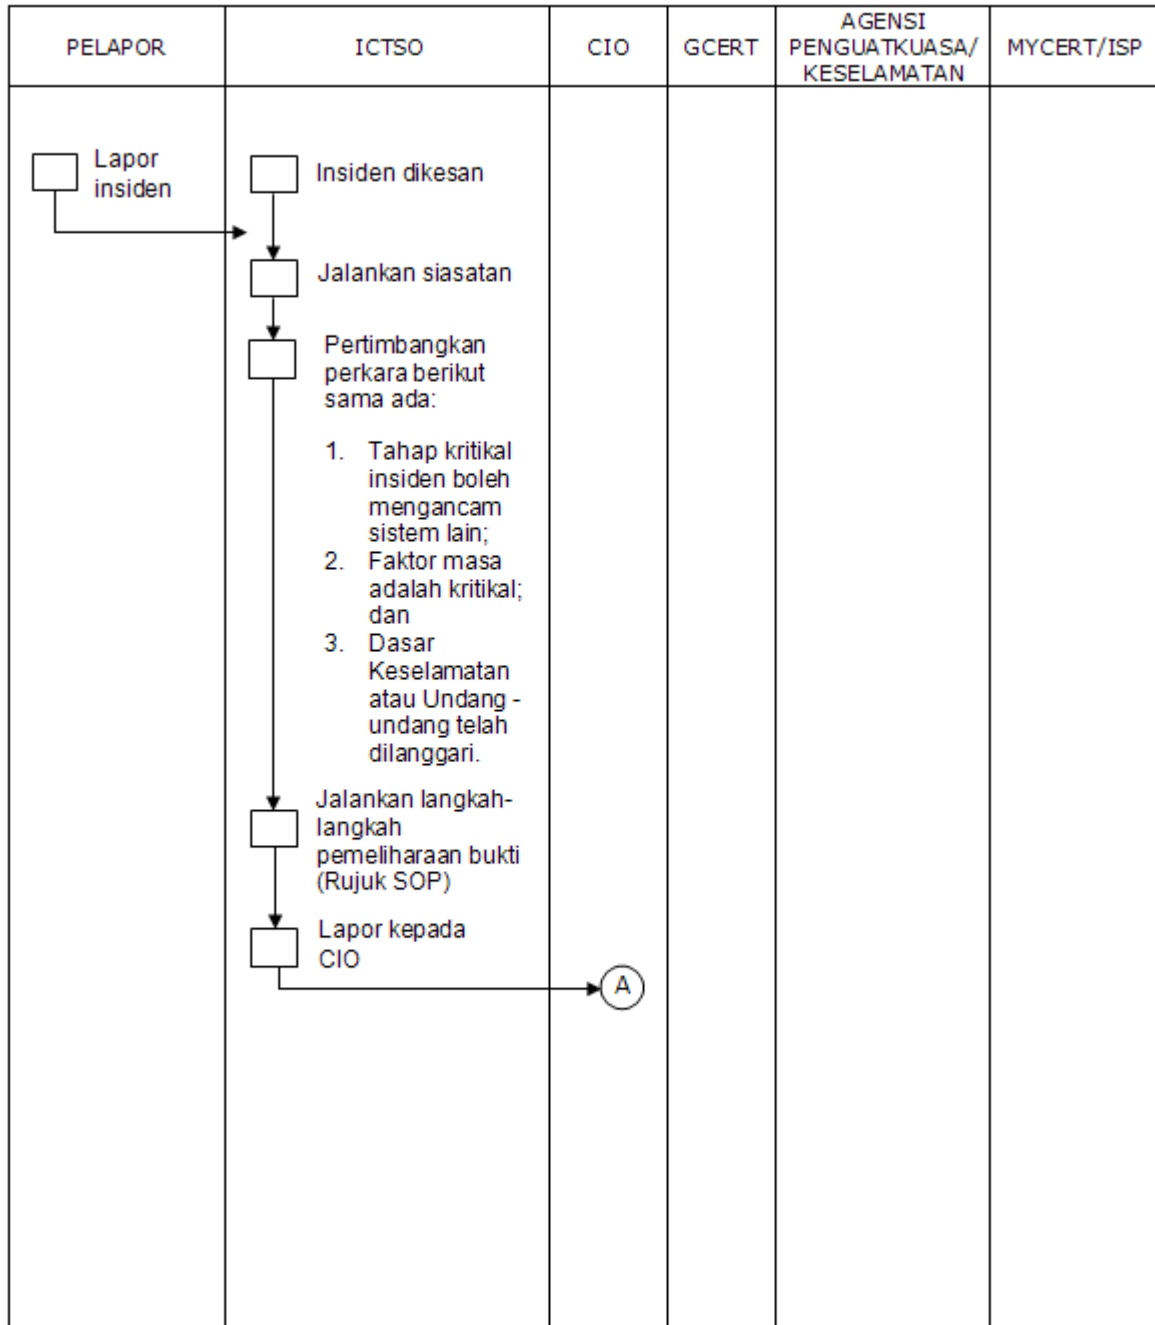 PELAPOR
ICTSO
CIO
GCERT
AGENSI
PENGUATKUASA/
KESELAMATAN
MYCERT/ISP
Lapor
insiden
Insiden dikesan
Jalankan siasatan
Pertimbangkan
perkara berikut
sama ada:
1. Tahap kritikal
insiden boleh
mengancam
sistem lain;
2. Faktor masa
adalah kritikal;
dan
3. Dasar
Keselamatan
atau Undang -
undang telah
dilanggari.
Jalankan langkah-
langkah
pemeliharaan bukti
(Rujuk SOP)
Lapor kepada
CIO
A